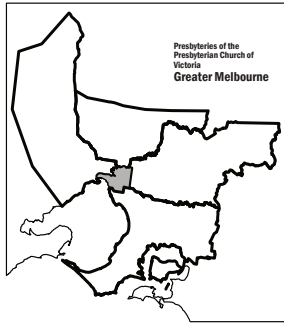 Presbyteries of the
Presbyterian Church of
Victoria
Greater Melbourne